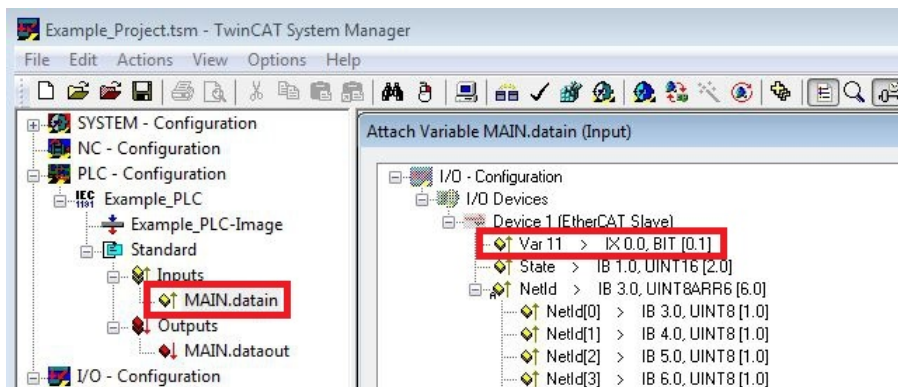 Example_Project.tsm - TwinCAT System Manager
File Edit Actions View Options Help
SYSTEM - Configuration
NC - Configuration
PLC - Configuration
IEC
1131
Example_PLC
Example_PLC-Image
Standard
Inputs
MAIN.datain
Outputs
MAIN.dataout
I/O - Configuration
Attach Variable MAIN.datain (Input)
I/O - Configuration
I/O Devices
Device 1 (EtherCAT Slave)
Var 11 > IX 0.0, BIT [0.1]
State > IB 1.0, UINT16 [2.0]
NetId > IB 3.0, UINT8ARR6 [6.0]
NetId[0] > IB 3.0, UINT8 [1.0]
NetId[1] > IB 4.0, UINT8 [1.0]
NetId[2] > IB 5.0, UINT8 [1.0]
NetId[3] > IB 6.0, UINT8 [1.0]